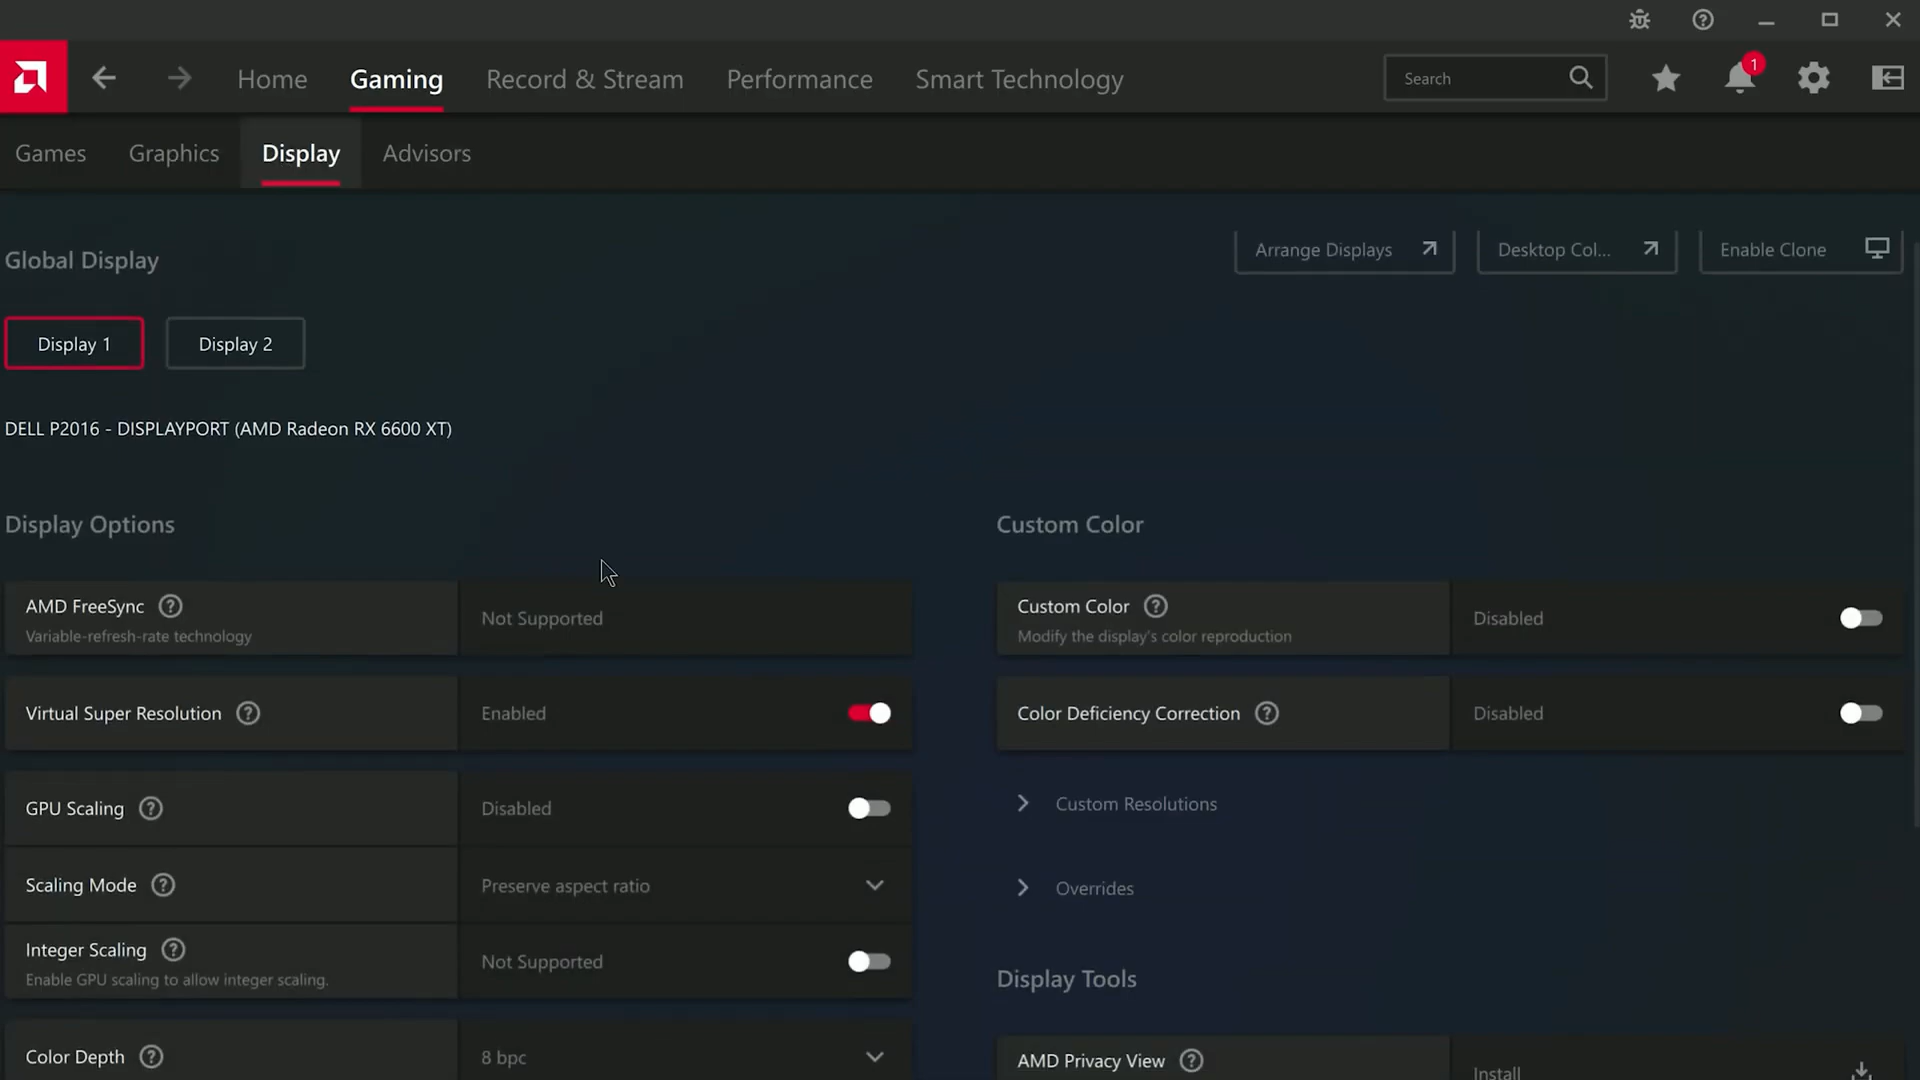 1
Home Gaming Record & Stream Performance Smart Technology Search
Games Graphics Display Advisors
Global Display
Arrange Displays Desktop Col... Enable Clone
Display 1 Display 2
DELL P2016 - DISPLAYPORT (AMD Radeon RX 6600 XT)
Display Options
AMD FreeSync
Variable-refresh-rate technology
Not Supported
Virtual Super Resolution Enabled
GPU Scaling Disabled
Scaling Mode Preserve aspect ratio
Integer Scaling
Enable GPU scaling to allow integer scaling.
Not Supported
Color Depth 8 bpc
Custom Color
Custom Color
Modify the display's color reproduction
Disabled
Color Deficiency Correction Disabled
Custom Resolutions
Overrides
Display Tools
AMD Privacy View Install